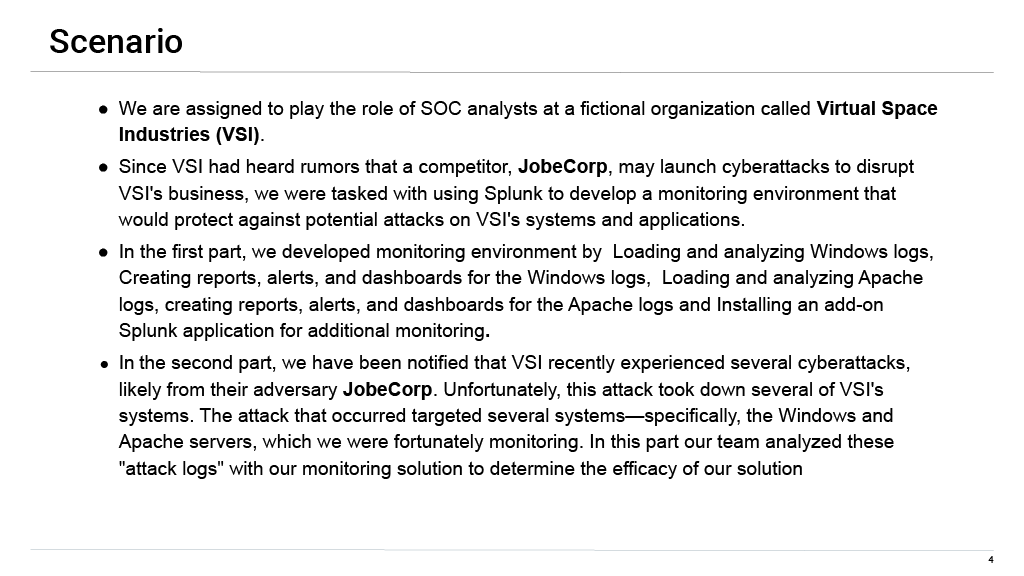 Scenario
● We are assigned to play the role of SOC analysts at a fictional organization called Virtual Space
Industries (VSI).
● Since VSI had heard rumors that a competitor, JobeCorp, may launch cyberattacks to disrupt
VSI's business, we were tasked with using Splunk to develop a monitoring environment that
would protect against potential attacks on VSI's systems and applications.
● In the first part, we developed monitoring environment by  Loading and analyzing Windows logs,
Creating reports, alerts, and dashboards for the Windows logs,  Loading and analyzing Apache
logs, creating reports, alerts, and dashboards for the Apache logs and Installing an add-on
Splunk application for additional monitoring.
● In the second part, we have been notified that VSI recently experienced several cyberattacks,
likely from their adversary JobeCorp. Unfortunately, this attack took down several of VSI's
systems. The attack that occurred targeted several systems—specifically, the Windows and
Apache servers, which we were fortunately monitoring. In this part our team analyzed these
"attack logs" with our monitoring solution to determine the efficacy of our solution
4